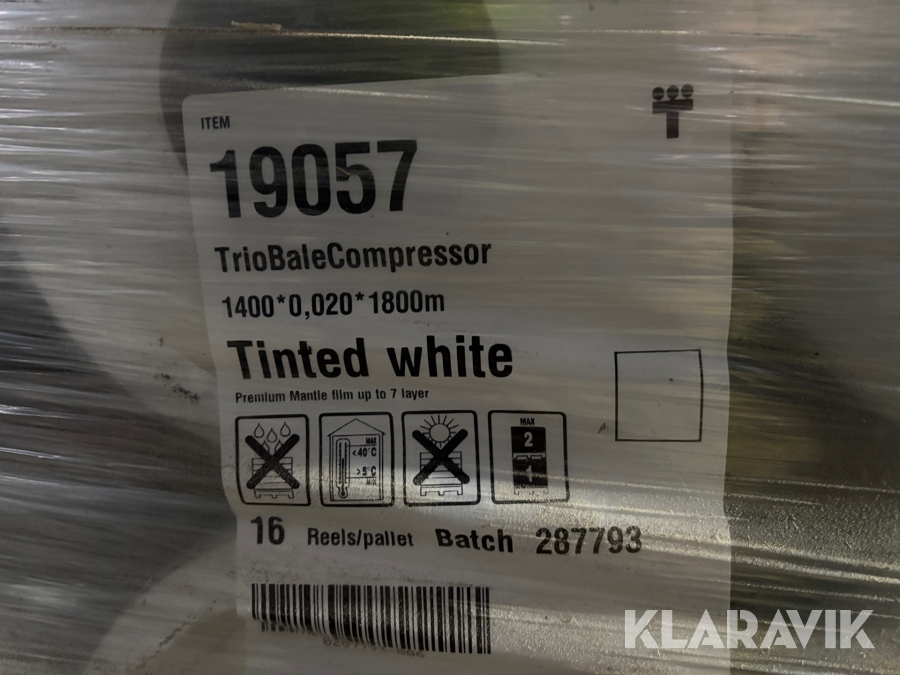 ITEM
19057
TrioBaleCompressor
1400*0,020*1800m
Tinted white
Premium Mantle film up to 7 layer
MAX
<40°C
>5°C
MIN
MAX
2
1
16 Reels/pallet Batch 287793
KLARAVIK